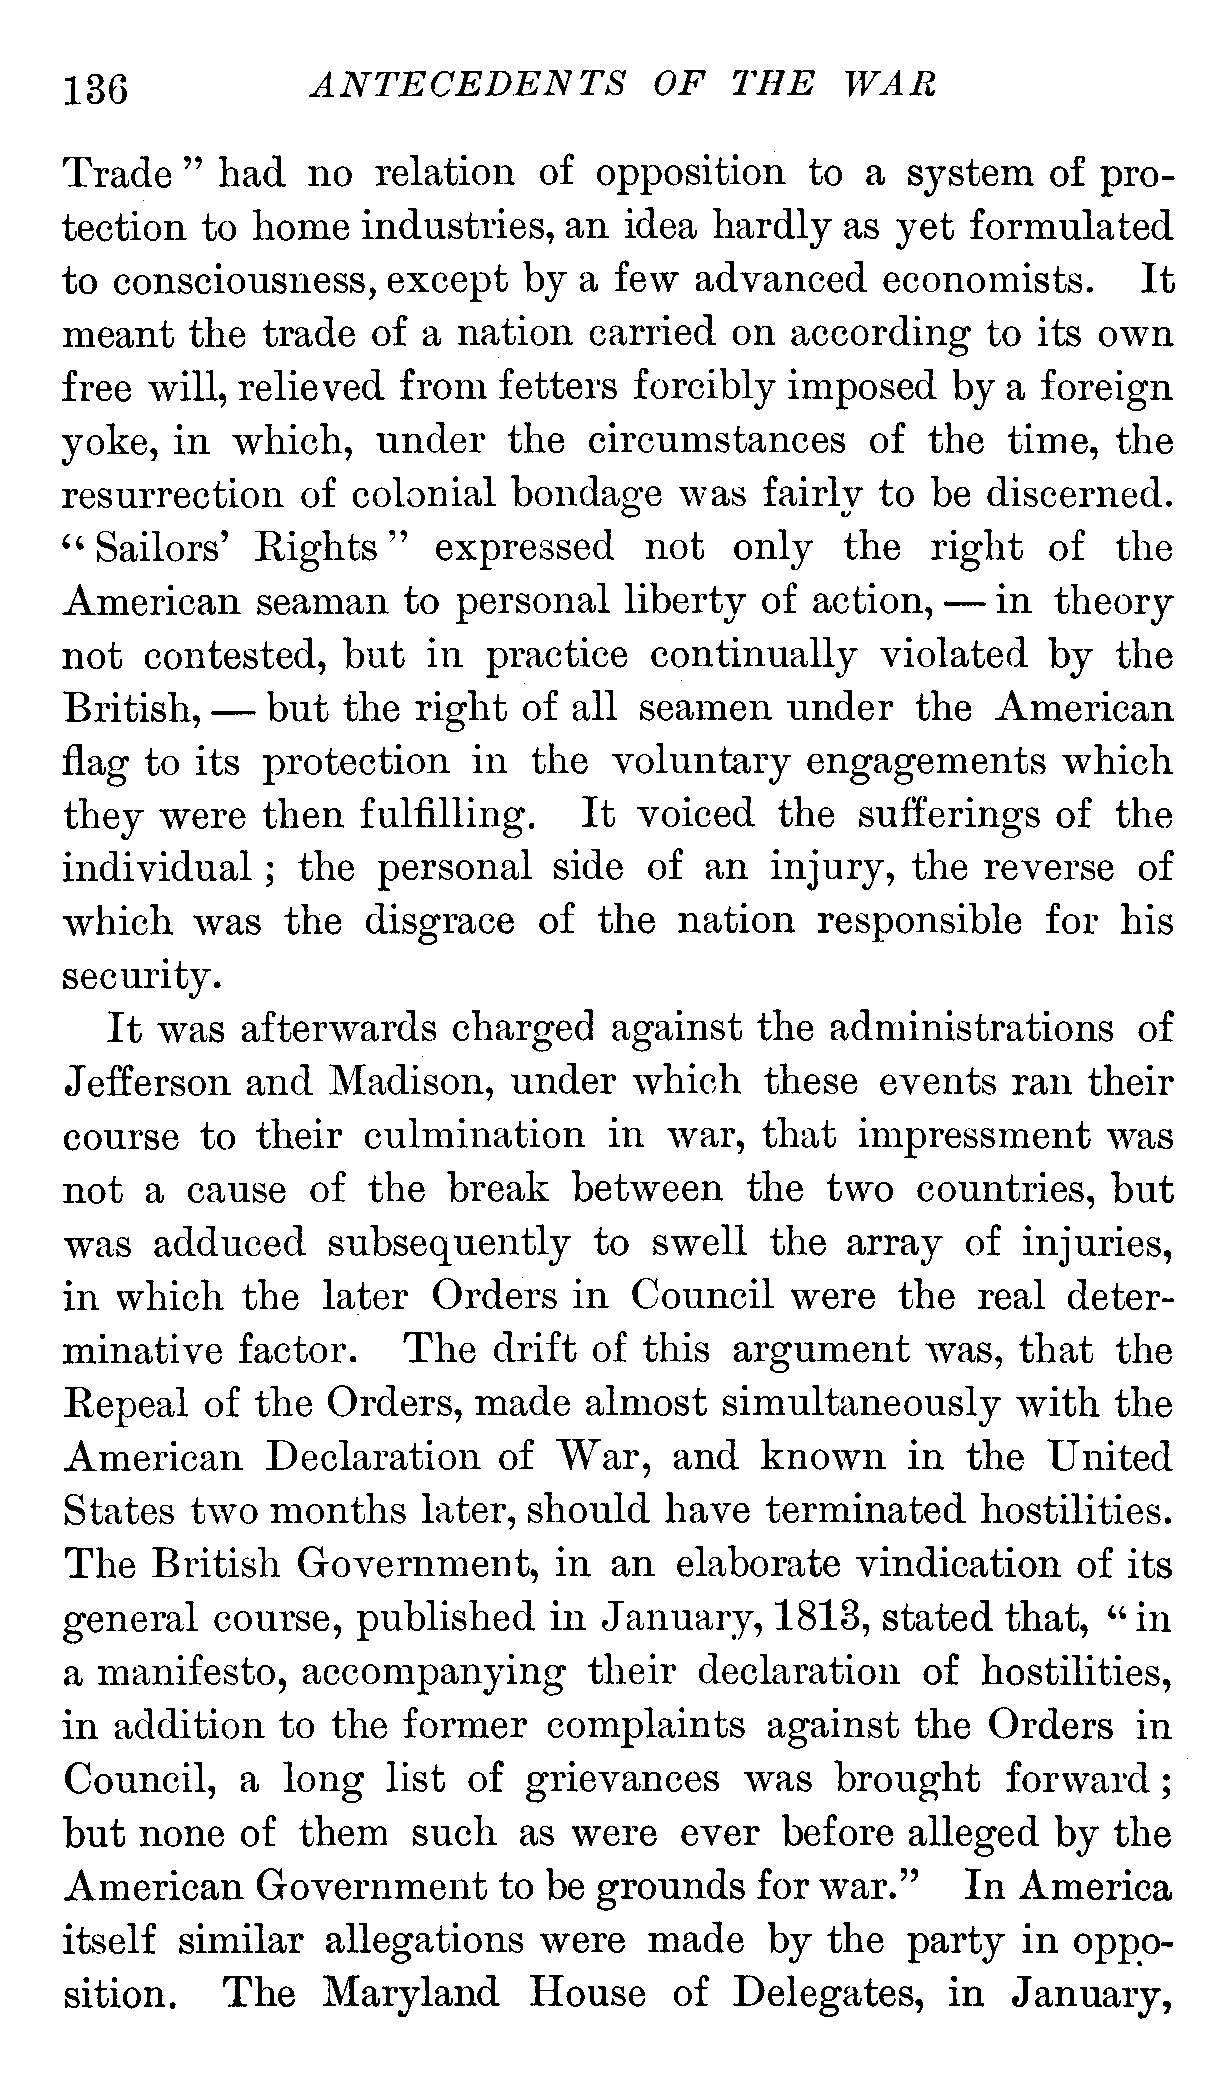 136 ANTECEDENTS OF THE WAR
Trade" had no relation of opposition to a system of pro-
tection to home industries, an idea hardly as yet formulated
to consciousness, except by a few advanced economists. It
meant the trade of a nation carried on according to its own
free will, relieved from fetters forcibly imposed by a foreign
yoke, in which, under the circumstances of the time, the
resurrection of colonial bondage was fairly to be discerned.
"Sailors' Rights" expressed not only the right of the
American seaman to personal liberty of action, — in theory
not contested, but in practice continually violated by the
British, — but the right of all seamen under the American
flag to its protection in the voluntary engagements which
they were then fulfilling. It voiced the sufferings of the
individual; the personal side of an injury, the reverse of
which was the disgrace of the nation responsible for his
security.
It was afterwards charged against the administrations of
Jefferson and Madison, under which these events ran their
course to their culmination in war, that impressment was
not a cause of the break between the two countries, but
was adduced subsequently to swell the array of injuries,
in which the later Orders in Council were the real deter-
minative factor. The drift of this argument was, that the
Repeal of the Orders, made almost simultaneously with the
American Declaration of War, and known in the United
States two months later, should have terminated hostilities.
The British Government, in an elaborate vindication of its
general course, published in January, 1813, stated that, "in
a manifesto, accompanying their declaration of hostilities,
in addition to the former complaints against the Orders in
Council, a long list of grievances was brought forward;
but none of them such as were ever before alleged by the
American Government to be grounds for war." In America
itself similar allegations were made by the party in oppo-
sition. The Maryland House of Delegates, in January,